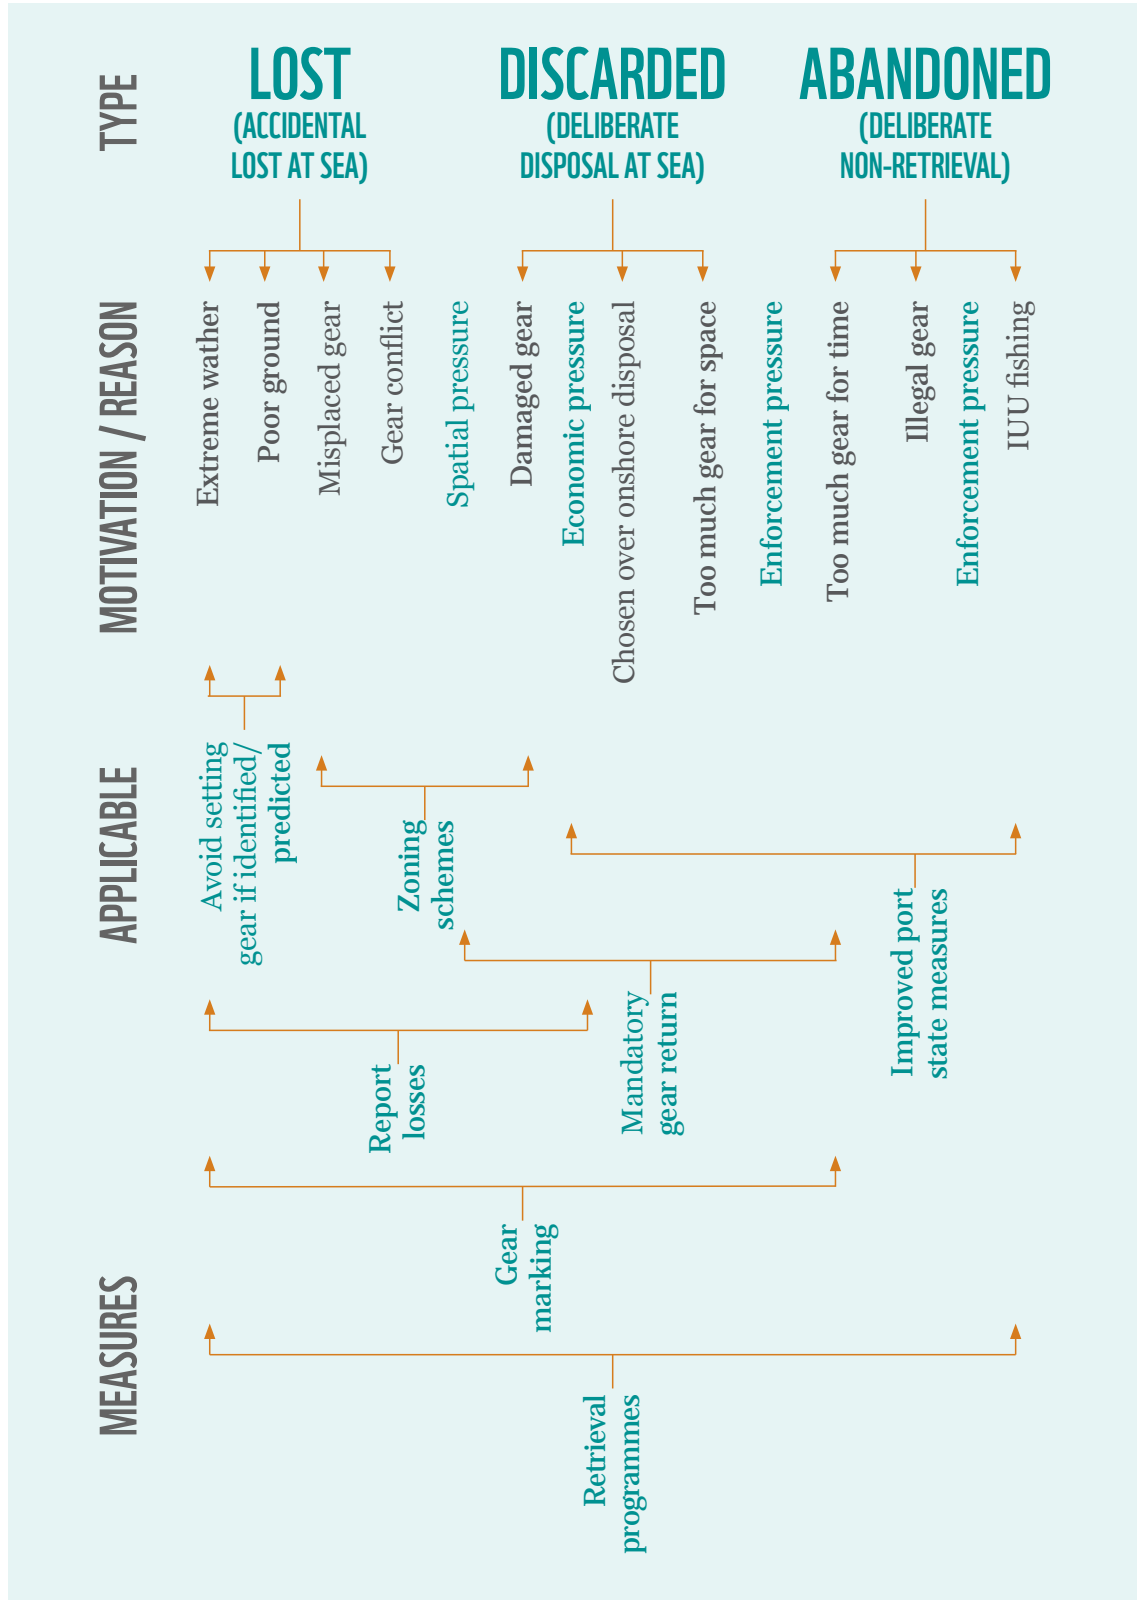 TYPE
LOST
(ACCIDENTAL
LOST AT SEA)
DISCARDED
(DELIBERATE
DISPOSAL AT SEA)
ABANDONED
(DELIBERATE
NON-RETRIEVAL)
MOTIVATION / REASON
Extreme wather
Poor ground
Misplaced gear
Gear conflict
Spatial pressure
Damaged gear
Economic pressure
Chosen over onshore disposal
Too much gear for space
Enforcement pressure
Too much gear for time
Illegal gear
Enforcement pressure
IUU fishing
APPLICABLE
Avoid setting
gear if identified/
predicted
Zoning
schemes
Improved port
state measures
Report
losses
Mandatory
gear return
MEASURES
Gear
marking
Retrieval
programmes